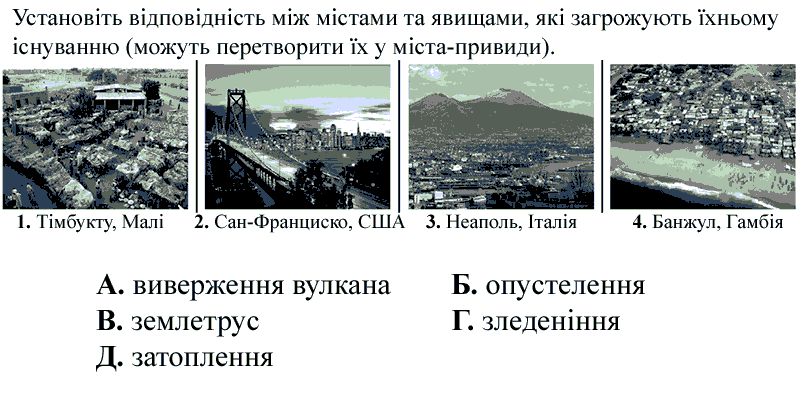 Установіть відповідність між містами та явищами, які загрожують їхньому
існуванню (можуть перетворити їх у міста-привиди).
1. Тімбукту, Малі 2. Сан-Франциско, США 3. Неаполь, Італія 4. Банжул, Гамбія
А. виверження вулкана Б. опустелення
В. землетрус Г. зледеніння
Д. затоплення